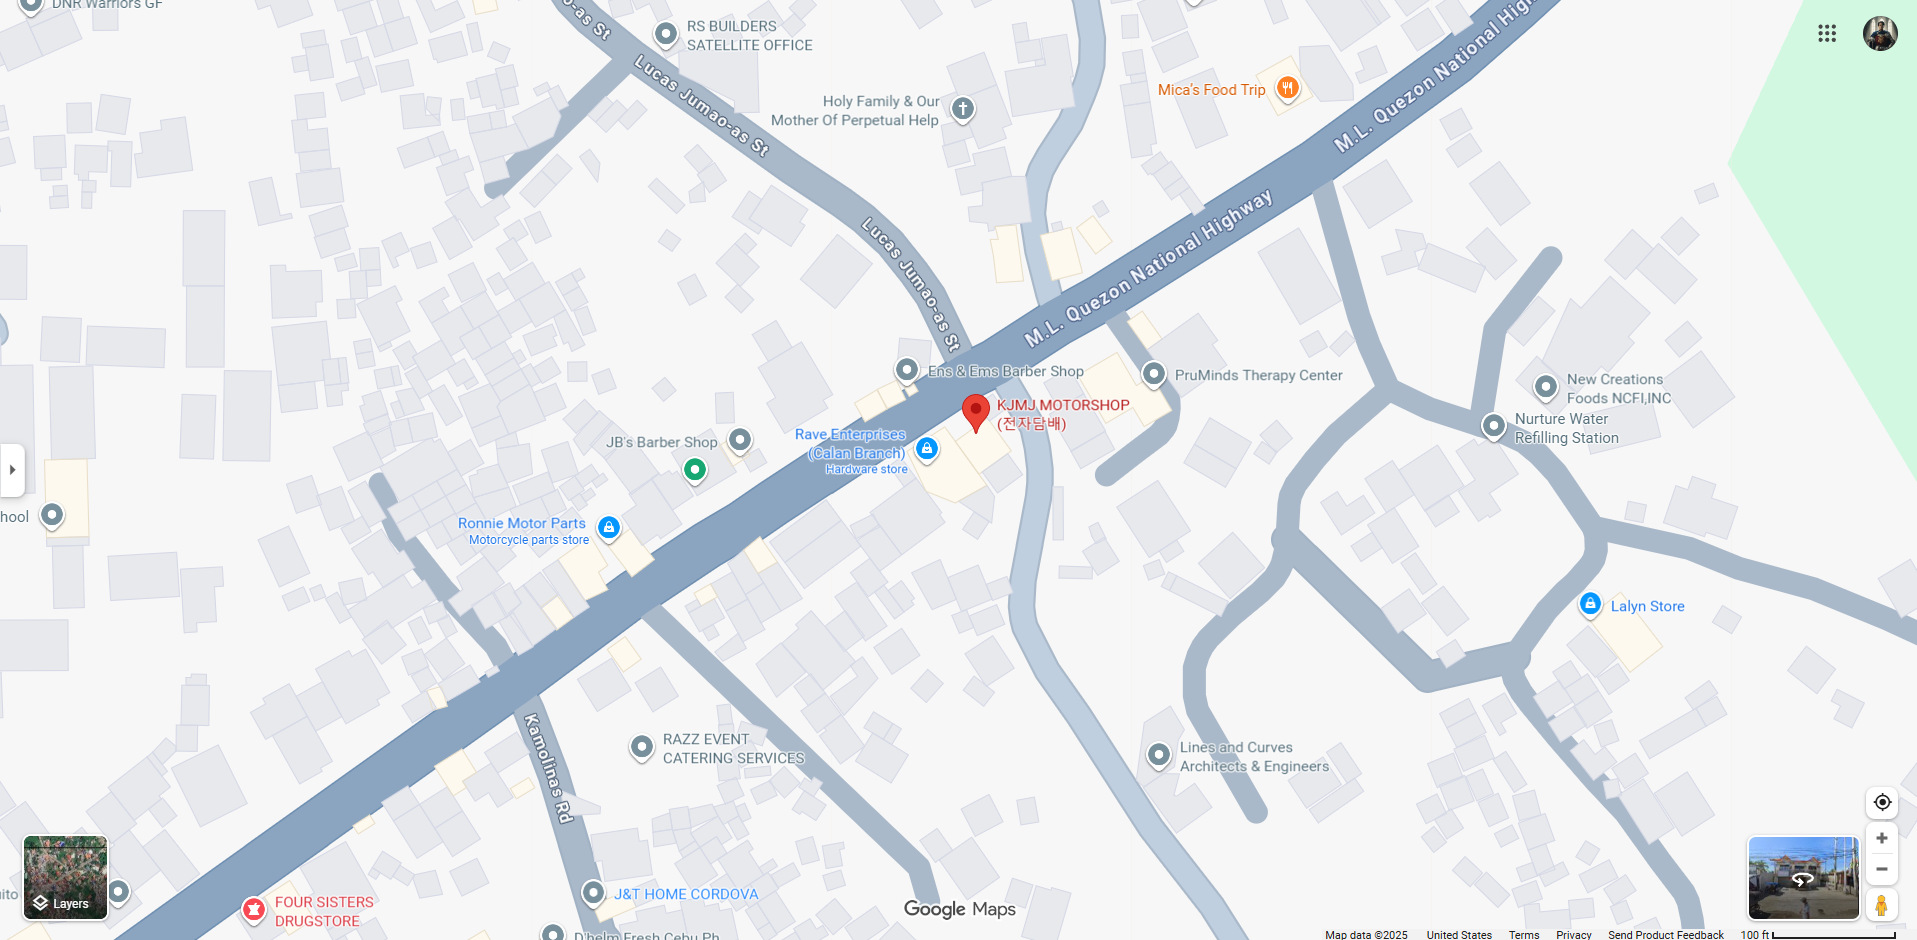 DNR Warriors GF
o-as St
RS BUILDERS
SATELLITE OFFICE
Lucas Jumao-as St
Holy Family & Our
Mother Of Perpetual Help
Mica's Food Trip
M.L. Quezon National High
M.L. Quezon National Highway
Lucas Jumao-as St
Ens & Ems Barber Shop
PruMinds Therapy Center
New Creations
Foods NCFI,INC
KJMJ MOTORSHOP
(전자담배)
Nurture Water
Refilling Station
Rave Enterprises
(Calan Branch)
Hardware store
JB's Barber Shop
hool
Ronnie Motor Parts
Motorcycle parts store
Lalyn Store
Kamolinas Rd
RAZZ EVENT
CATERING SERVICES
Lines and Curves
Architects & Engineers
uito
Layers
FOUR SISTERS
DRUGSTORE
J&T HOME CORDOVA
Google Maps
D'helm Fresh Cebu Ph
Map data ©2025 United States Terms Privacy Send Product Feedback 100 ft